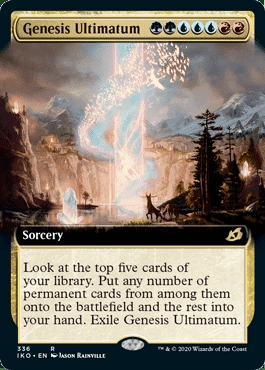 Genesis Ultimatum
Sorcery
Look at the top five cards of
your library. Put any number of
permanent cards from among them
onto the battlefield and the rest into
your hand. Exile Genesis Ultimatum.
336 R
IKO • EN JASON RAINVILLE
™ & © 2020 Wizards of the Coast